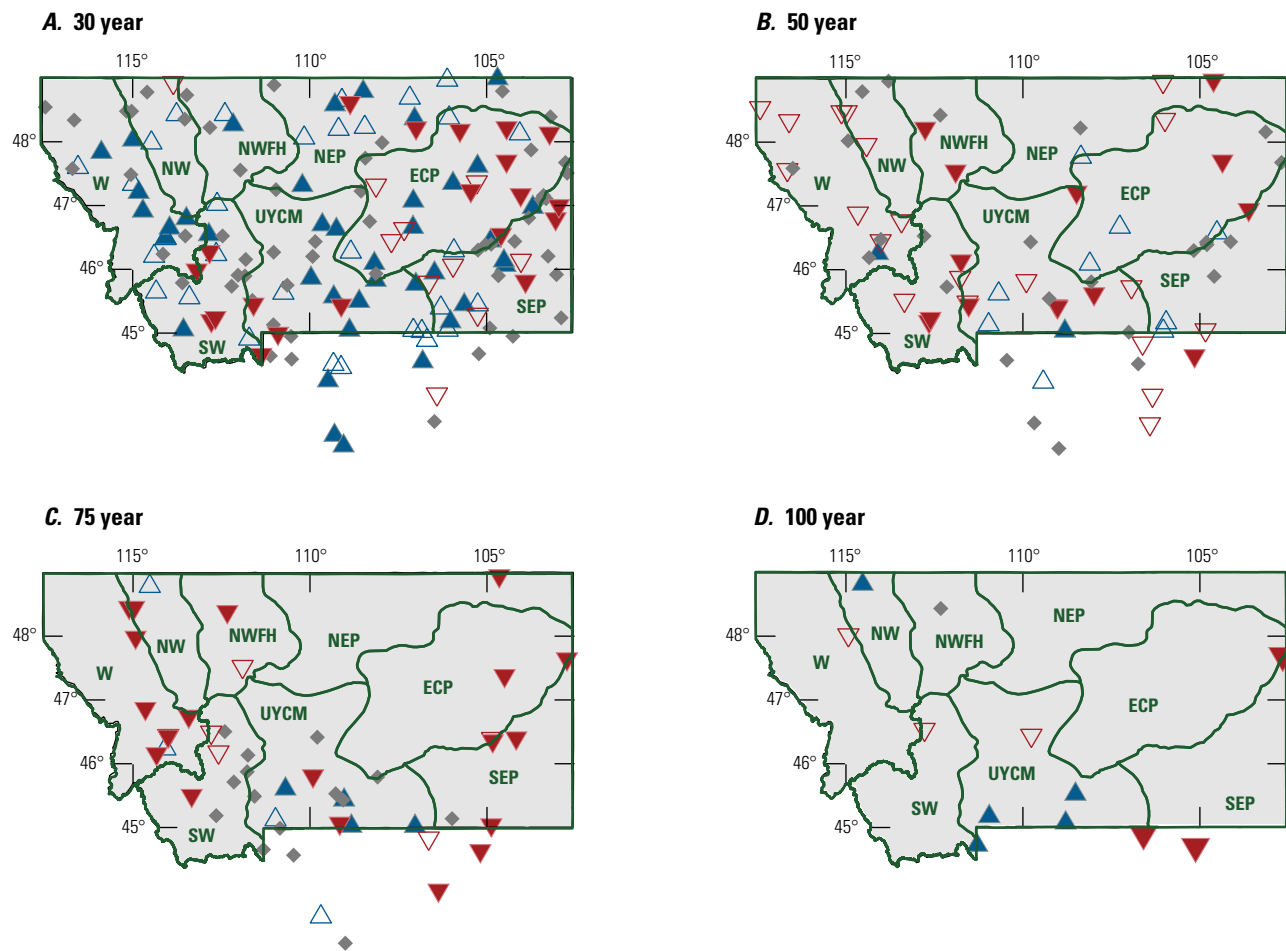 A. 30 year
115° 110° 105°
48°
47°
46°
45°
W
NW
NWFH
NEP
ECP
UYCM
SEP
SW
B. 50 year
115° 110° 105°
48°
47°
46°
45°
W
NW
NWFH
NEP
ECP
UYCM
SEP
SW
C. 75 year
115° 110° 105°
48°
47°
46°
45°
W
NW
NWFH
NEP
ECP
UYCM
SEP
SW
D. 100 year
115° 110° 105°
48°
47°
46°
45°
W
NW
NWFH
NEP
ECP
UYCM
SEP
SW